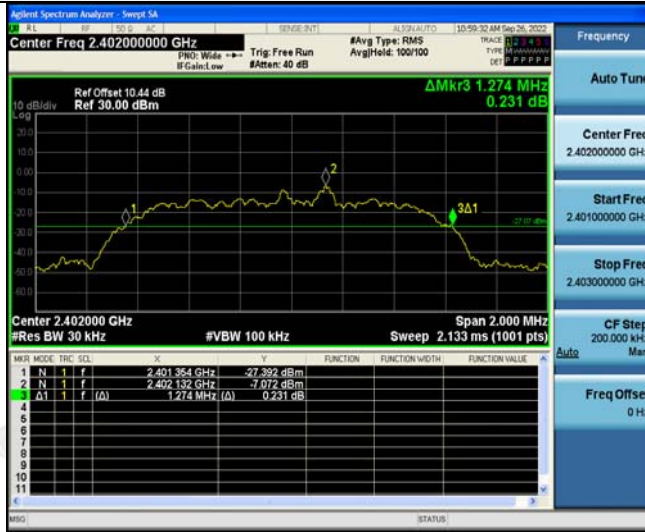 Agilent Spectrum Analyzer - Swept SA
RL RF 50 Ω AC SENSE:INT ALIGN AUTO 10:59:32 AM Sep 26, 2022
Center Freq 2.402000000 GHz #Avg Type: RMS TRACE 1 2 3 4 5
PNO: Wide Trig: Free Run Avg|Hold: 100/100 TYPE
IFGain:Low #Atten: 40 dB DET P P P P P P
Frequency
Auto Tune
ΔMkr3 1.274 MHz
0.231 dB
Ref Offset 10.44 dB
10 dB/div Ref 30.00 dBm
Log
20.0
10.0
0.00
-10.0
-20.0
-30.0
-40.0
-50.0
-60.0
1
2
3Δ1
-27.07 dBm
Center Freq
2.402000000 GHz
Start Freq
2.401000000 GHz
Stop Freq
2.403000000 GHz
Center 2.402000 GHz Span 2.000 MHz
#Res BW 30 kHz #VBW 100 kHz Sweep 2.133 ms (1001 pts)
CF Step
200.000 kHz
Auto Man
Freq Offset
0 Hz
MKR MODE TRC SCL X Y FUNCTION FUNCTION WIDTH FUNCTION VALUE
1 N 1 f 2.401 354 GHz -27.392 dBm
2 N 1 f 2.402 132 GHz -7.072 dBm
3 Δ1 1 f (Δ) 1.274 MHz (Δ) 0.231 dB
4
5
6
7
8
9
10
11
MSG STATUS